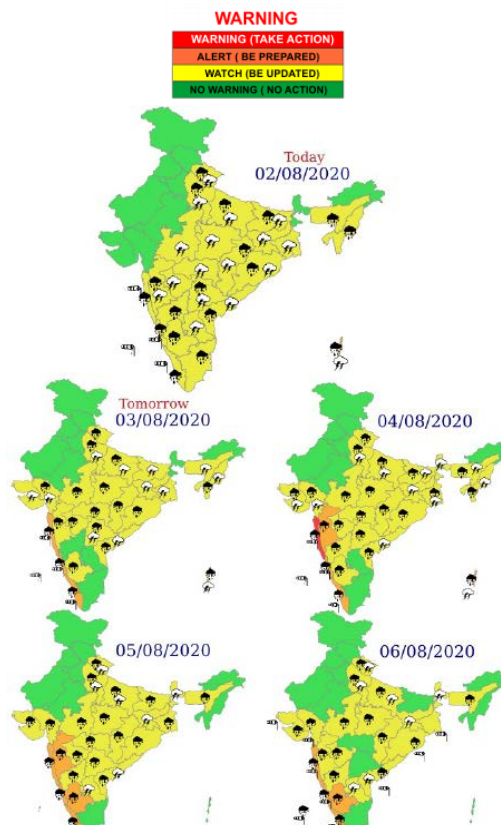 WARNING
WARNING (TAKE ACTION)
ALERT ( BE PREPARED)
WATCH (BE UPDATED)
NO WARNING ( NO ACTION)
Today
02/08/2020
Tomorrow
03/08/2020
04/08/2020
05/08/2020
06/08/2020